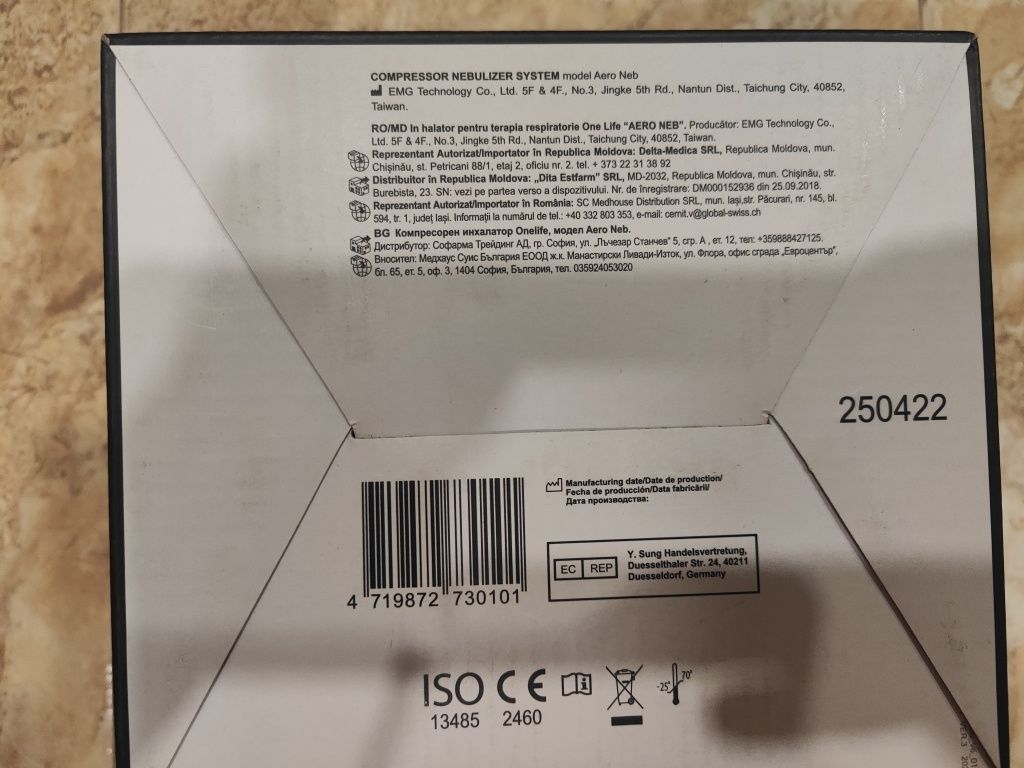 COMPRESSOR NEBULIZER SYSTEM model Aero Neb
EMG Technology Co., Ltd. 5F & 4F., No.3, Jingke 5th Rd., Nantun Dist., Taichung City, 40852,
Taiwan.
RO/MD In halator pentru terapia respiratorie One Life "AERO NEB". Producător: EMG Technology Co.,
Ltd. 5F & 4F., No.3, Jingke 5th Rd., Nantun Dist., Taichung City, 40852, Taiwan.
Reprezentant Autorizat/Importator în Republica Moldova: Delta-Medica SRL, Republica Moldova, mun.
Chișinău, st. Petricani 88/1, etaj 2, oficiu nr. 2. tel. + 373 22 31 38 92
Distribuitor în Republica Moldova: „Dita Estfarm" SRL, MD-2032, Republica Moldova, mun. Chișinău, str.
Burebista, 23. SN: vezi pe partea verso a dispozitivului. Nr. de înregistrare: DM000152936 din 25.09.2018.
Reprezentant Autorizat/Importator în România: SC Medhouse Distribution SRL, mun. Iași,str. Păcurari, nr. 145, bl.
594, tr. 1, județ Iași. Informații la numărul de tel.: +40 332 803 353, e-mail: cernit.v@global-swiss.ch
BG Компресорен инхалатор Onelife, модел Aero Neb.
Дистрибутор: Софарма Трейдинг АД, гр. София, ул. „Лъчезар Станчев" 5, сгр. А , ет. 12, тел: +359888427125.
Вносител: Медхаус Суис България ЕООД ж.к. Манастирски Ливади-Изток, ул. Флора, офис сграда „Евроцентър",
бл. 65, ет. 5, оф. 3, 1404 София, България, тел. 035924053020
250422
Manufacturing date/Date de production/
Fecha de producción/Data fabricării/
Дата производства:
EC REP
Y. Sung Handelsvertretung,
Duesselthaler Str. 24, 40211
Duesseldorf, Germany
4 719872 730101
ISO CE
13485 2460
-25° 70°